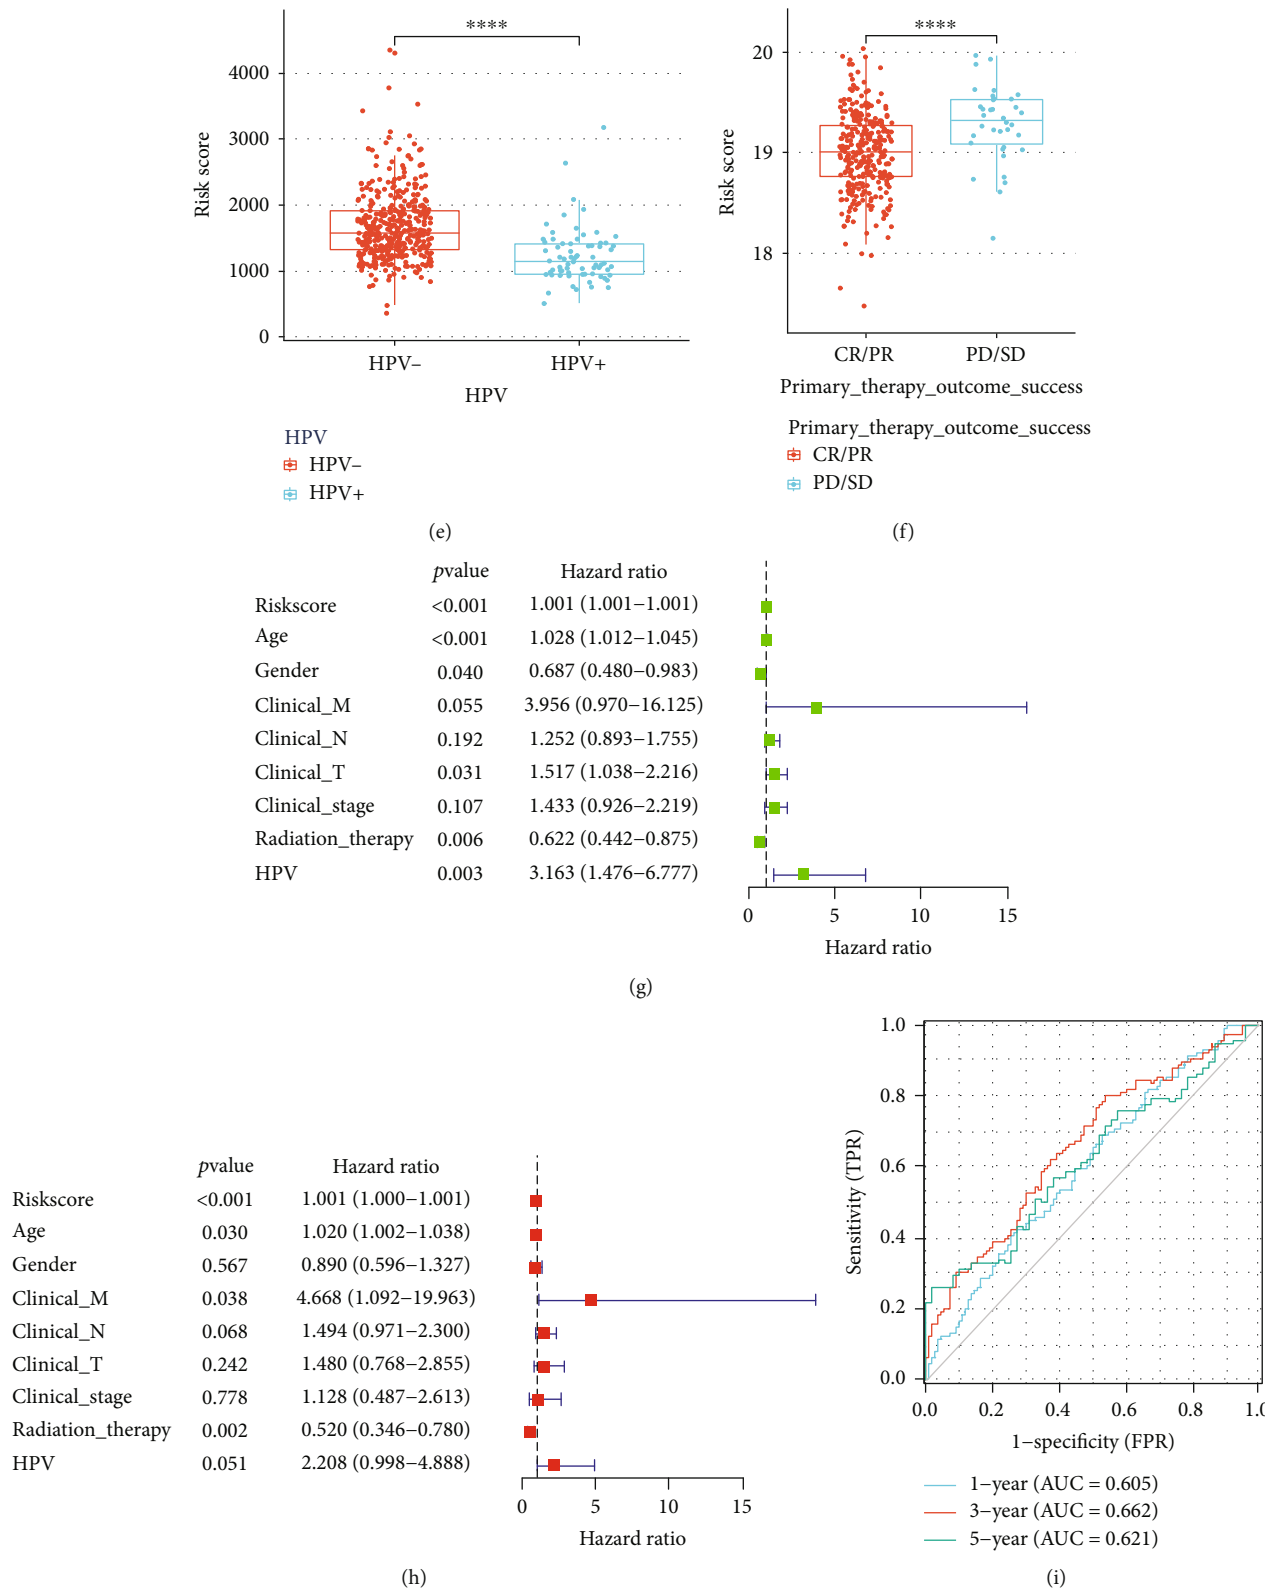 ****
4000
3000
2000
1000
0
Risk score
HPV– HPV+
HPV
HPV
HPV–
HPV+
(e)
****
20
19
18
Risk score
CR/PR PD/SD
Primary_therapy_outcome_success
Primary_therapy_outcome_success
CR/PR
PD/SD
(f)
pvalue Hazard ratio
Riskscore <0.001 1.001 (1.001–1.001)
Age <0.001 1.028 (1.012–1.045)
Gender 0.040 0.687 (0.480–0.983)
Clinical_M 0.055 3.956 (0.970–16.125)
Clinical_N 0.192 1.252 (0.893–1.755)
Clinical_T 0.031 1.517 (1.038–2.216)
Clinical_stage 0.107 1.433 (0.926–2.219)
Radiation_therapy 0.006 0.622 (0.442–0.875)
HPV 0.003 3.163 (1.476–6.777)
0 5 10 15
Hazard ratio
(g)
pvalue Hazard ratio
Riskscore <0.001 1.001 (1.000–1.001)
Age 0.030 1.020 (1.002–1.038)
Gender 0.567 0.890 (0.596–1.327)
Clinical_M 0.038 4.668 (1.092–19.963)
Clinical_N 0.068 1.494 (0.971–2.300)
Clinical_T 0.242 1.480 (0.768–2.855)
Clinical_stage 0.778 1.128 (0.487–2.613)
Radiation_therapy 0.002 0.520 (0.346–0.780)
HPV 0.051 2.208 (0.998–4.888)
0 5 10 15
Hazard ratio
(h)
1.0
0.8
0.6
0.4
0.2
0.0
Sensitivity (TPR)
0.0 0.2 0.4 0.6 0.8 1.0
1–specificity (FPR)
1–year (AUC = 0.605)
3–year (AUC = 0.662)
5–year (AUC = 0.621)
(i)